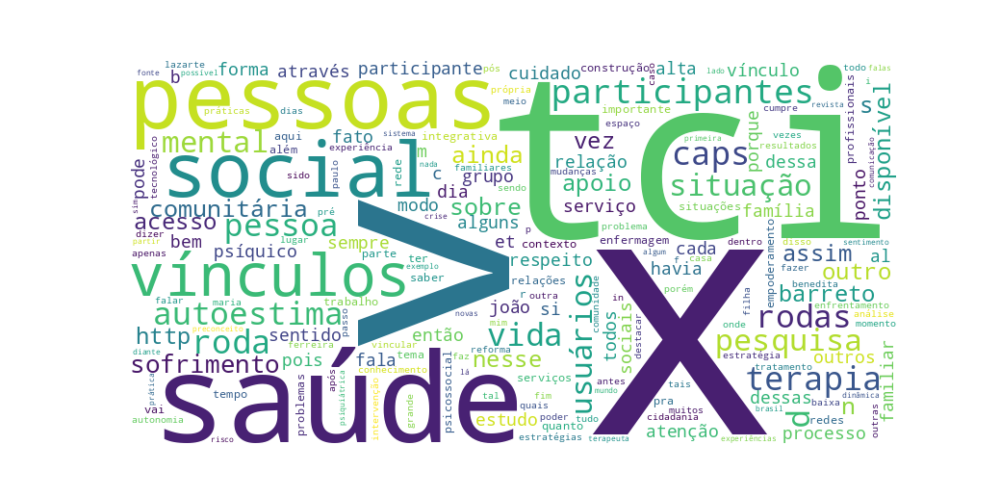 lazarte
fonte
possível
b
forma
através
participante
pós
própria
meio
cuidado
construção
caso
alta
lado
vínculo
todo
falas
i
revista
s
pessoas
práticas
dias
tci
participantes
importante
cumpre
profissionais
disponível
mental
aqui
além
fato
experiência
sistema
m
integrativa
ainda
espaço
vez
primeira
porque
vezes
resultados
comunicação
pode
tecnológico
social
sido
paulo
rede
nada
familiares
c
grupo
sendo
mudanças
relação
caps
dessa
sim
comunitária
pré
modo
crise
dia
apoio
situação
ponto
acesso
dizer
pessoa
sobre
alguns
serviço
situações
família
problema
partir
apenas
bem
psíquico
lugar
sempre
parte
ter
exemplo
saber
et
p
contexto
enfermagem
cada
dentro
empoderamento
disso
assim
fazer
sentimento
al
>
x
vínculos
respeito
relações
f
casa
algum
havia
porém
outro
benedita
filha
falar
maria
trabalho
passo
r
outra
in
comunidade
barreto
enfrentamento
análise
momento
autoestima
joão
si
novas
mim
usuários
todos
sociais
destacar
onde
rodas
http
roda
preconceito
ferreira
sentido
então
vincular
vida
reforma
nesse
pesquisa
estratégia
outros
diante
sofrimento
pois
fala
tema
faz
lá
conhecimento
serviços
antes
mundo
tais
terapia
tratamento
familiar
prática
vai
autonomia
risco
tempo
problemas
após
grande
psiquiátrica
intervenção
saúde
psicossocial
tal
quais
fim
poder
estudo
quanto
estratégias
tudo
terapeuta
pra
cidadania
muitos
atenção
baixa
brasil
experiências
dessas
d
dinâmica
n
redes
processo
outras